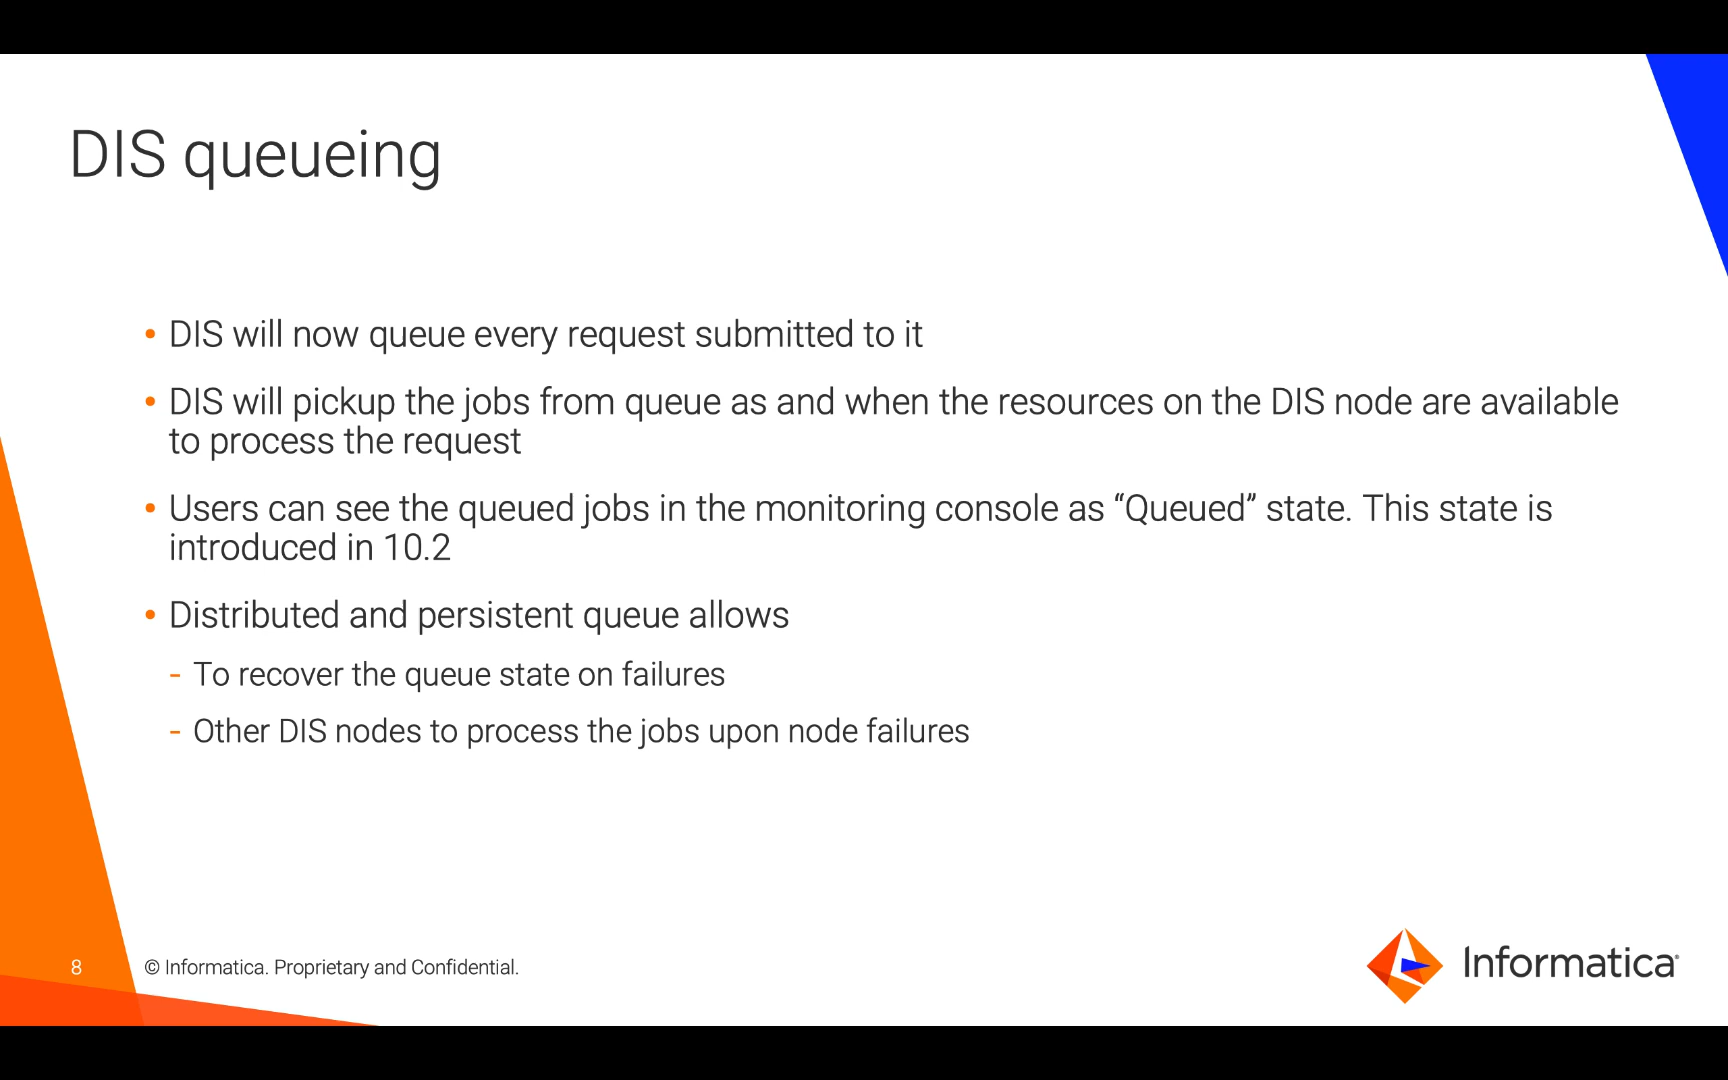 DIS queueing
• DIS will now queue every request submitted to it
• DIS will pickup the jobs from queue as and when the resources on the DIS node are available
to process the request
• Users can see the queued jobs in the monitoring console as “Queued” state. This state is
introduced in 10.2
• Distributed and persistent queue allows
- To recover the queue state on failures
- Other DIS nodes to process the jobs upon node failures
8 © Informatica. Proprietary and Confidential.
Informatica